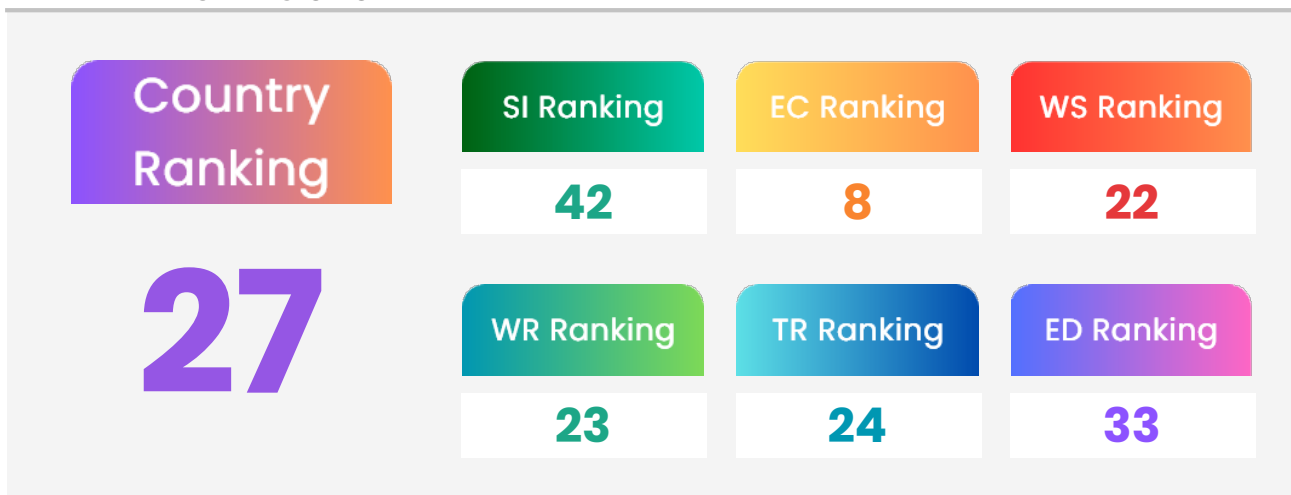 Country
Ranking
27
SI Ranking
42
EC Ranking
8
WS Ranking
22
WR Ranking
23
TR Ranking
24
ED Ranking
33